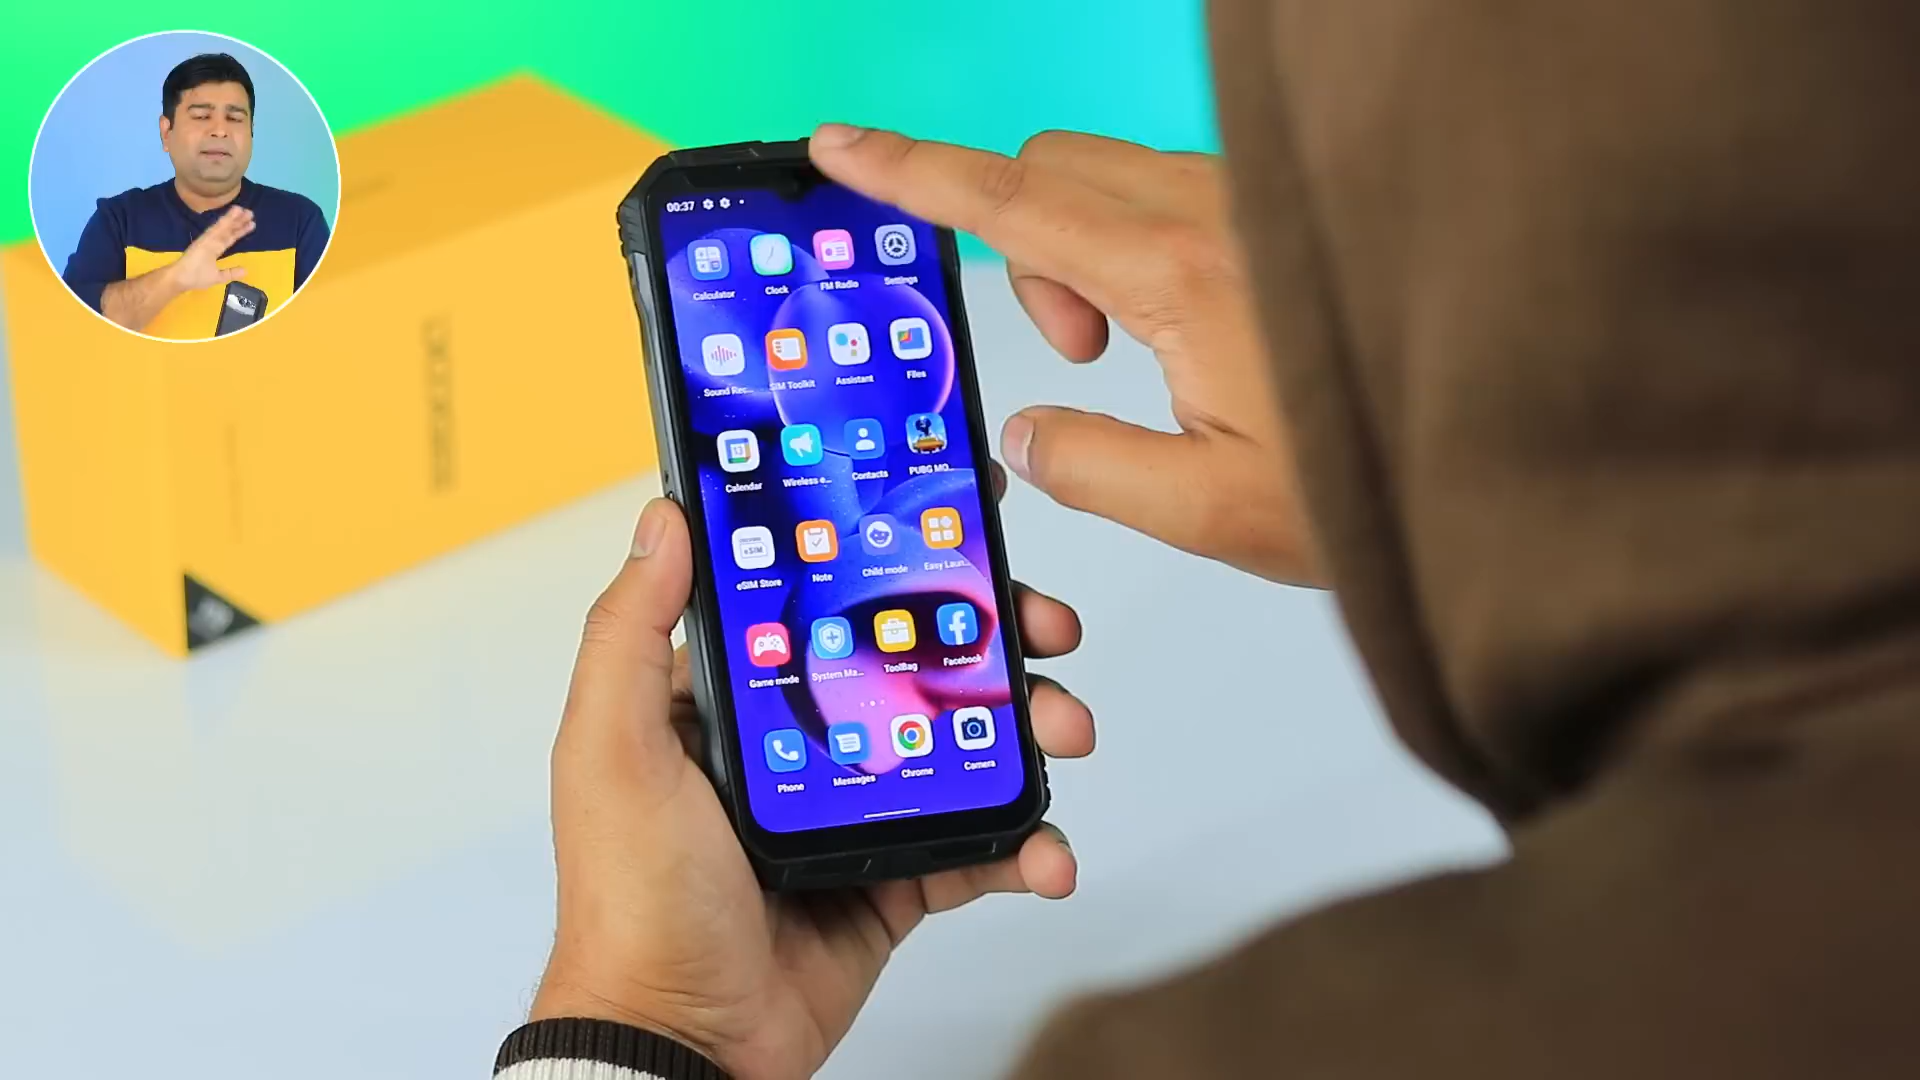 00:37
Calculator
Clock
FM Radio
Settings
Sound Rec...
SIM Toolkit
Assistant
Files
Calendar
Wireless e...
Contacts
PUBG MO...
eSIM Store
Note
Child mode
Easy Laun...
Game mode
System Ma...
ToolBag
Facebook
Phone
Messages
Chrome
Camera